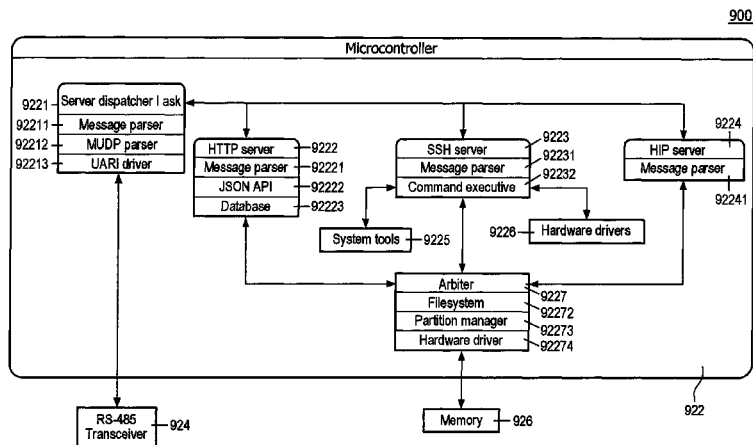 900
Microcontroller
9221
Server dispatcher I ask
92211
Message parser
92212
MUDP parser
92213
UARI driver
HTTP server
9222
Message parser
92221
JSON API
92222
Database
92223
SSH server
9223
Message parser
92231
Command executive
92232
9224
HIP server
Message parser
92241
System tools
9225
9226
Hardware drivers
Arbiter
9227
Filesystem
92272
Partition manager
92273
Hardware driver
92274
922
RS-485
Transceiver
924
Memory
926